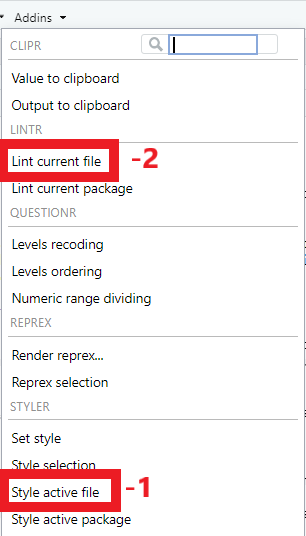 Addins
CLIPR
Value to clipboard
Output to clipboard
LINTR
Lint current file -2
Lint current package
QUESTIONR
Levels recoding
Levels ordering
Numeric range dividing
REPREX
Render reprex...
Reprex selection
STYLER
Set style
Style selection
Style active file -1
Style active package